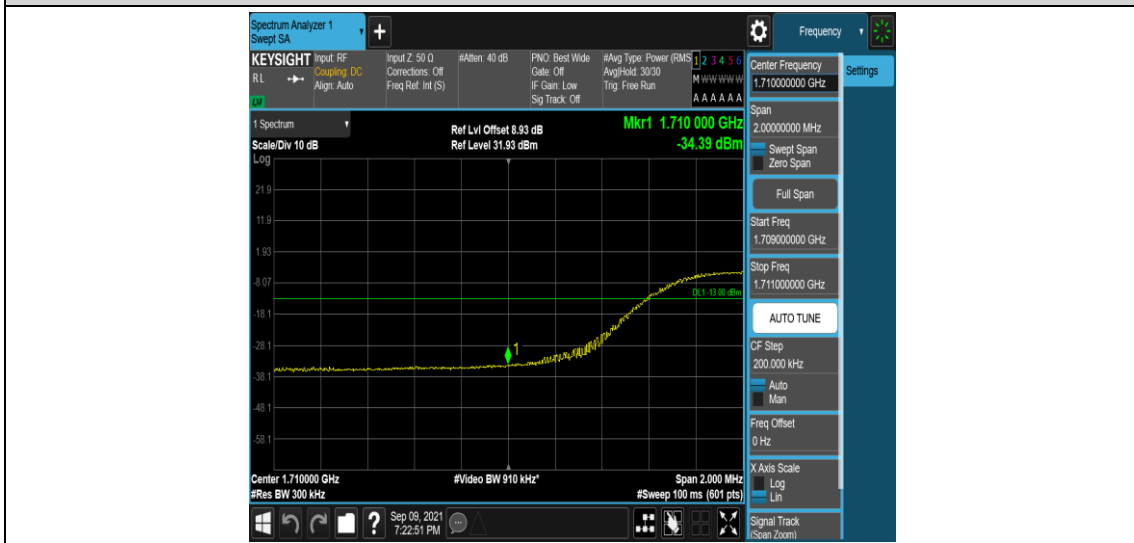 Spectrum Analyzer 1
Swept SA
+
Frequency
KEYSIGHT
RL
LXI
Input: RF
Coupling: DC
Align: Auto
Input Z: 50 Ω
Corrections: Off
Freq Ref: Int (S)
#Atten: 40 dB
PNO: Best Wide
Gate: Off
IF Gain: Low
Sig Track: Off
#Avg Type: Power (RMS
Avg|Hold: 30/30
Trig: Free Run
1 2 3 4 5 6
M W W W W W
A A A A A A
1 Spectrum
Scale/Div 10 dB
Ref Lvl Offset 8.93 dB
Ref Level 31.93 dBm
Mkr1 1.710 000 GHz
-34.39 dBm
Log
21.9
11.9
1.93
-8.07
-18.1
-28.1
-38.1
-48.1
-58.1
DL1 -13.00 dBm
1
Center 1.710000 GHz
#Res BW 300 kHz
#Video BW 910 kHz*
Span 2.000 MHz
#Sweep 100 ms (601 pts)
Center Frequency
1.710000000 GHz
Settings
Span
2.00000000 MHz
Swept Span
Zero Span
Full Span
Start Freq
1.709000000 GHz
Stop Freq
1.711000000 GHz
AUTO TUNE
CF Step
200.000 kHz
Auto
Man
Freq Offset
0 Hz
X Axis Scale
Log
Lin
Signal Track
(Span Zoom)
?
Sep 09, 2021
7:22:51 PM